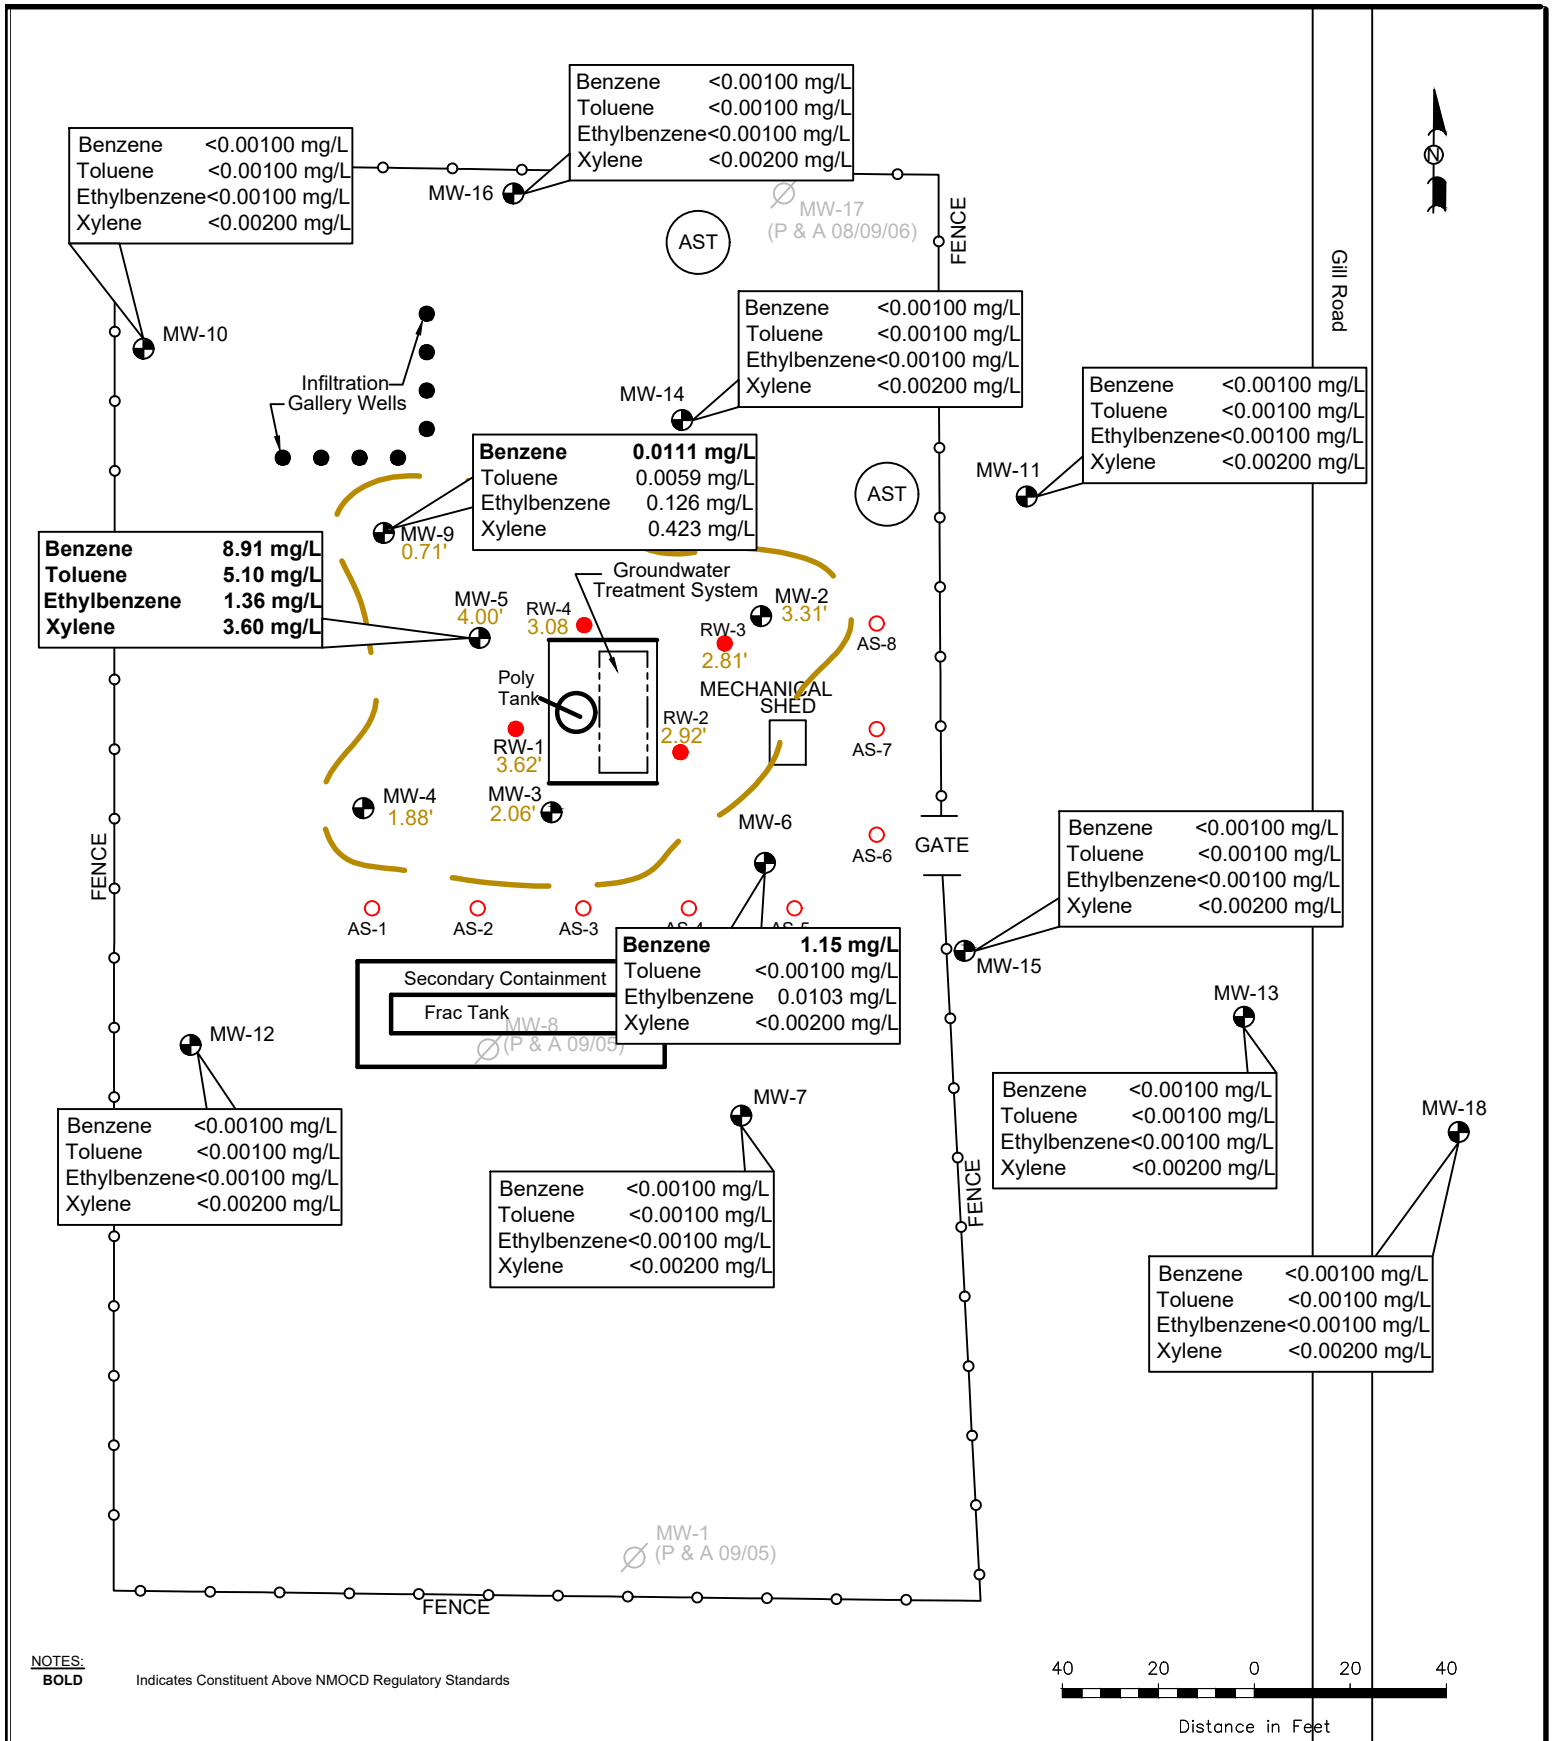 Benzene <0.00100 mg/L
Toluene <0.00100 mg/L
Ethylbenzene<0.00100 mg/L
Xylene <0.00200 mg/L
Benzene <0.00100 mg/L
Toluene <0.00100 mg/L
Ethylbenzene<0.00100 mg/L
Xylene <0.00200 mg/L
MW-16
MW-17
(P & A 08/09/06)
AST
FENCE
N
Gill Road
MW-10
Infiltration
Gallery Wells
Benzene <0.00100 mg/L
Toluene <0.00100 mg/L
Ethylbenzene<0.00100 mg/L
Xylene <0.00200 mg/L
MW-14
Benzene <0.00100 mg/L
Toluene <0.00100 mg/L
Ethylbenzene<0.00100 mg/L
Xylene <0.00200 mg/L
MW-11
AST
Benzene 0.0111 mg/L
Toluene 0.0059 mg/L
Ethylbenzene 0.126 mg/L
Xylene 0.423 mg/L
MW-9
0.71'
Benzene 8.91 mg/L
Toluene 5.10 mg/L
Ethylbenzene 1.36 mg/L
Xylene 3.60 mg/L
Groundwater
Treatment System
MW-5
4.00'
RW-4
3.08
MW-2
3.31'
RW-3
2.81'
AS-8
Poly
Tank
MECHANICAL
SHED
RW-1
3.62'
RW-2
2.92'
AS-7
MW-4
1.88'
MW-3
2.06'
MW-6
AS-6
GATE
FENCE
Benzene <0.00100 mg/L
Toluene <0.00100 mg/L
Ethylbenzene<0.00100 mg/L
Xylene <0.00200 mg/L
MW-15
AS-1
AS-2
AS-3
AS-4
AS-5
Benzene 1.15 mg/L
Toluene <0.00100 mg/L
Ethylbenzene 0.0103 mg/L
Xylene <0.00200 mg/L
Secondary Containment
Frac Tank
MW-8
(P & A 09/05)
MW-12
Benzene <0.00100 mg/L
Toluene <0.00100 mg/L
Ethylbenzene<0.00100 mg/L
Xylene <0.00200 mg/L
MW-7
Benzene <0.00100 mg/L
Toluene <0.00100 mg/L
Ethylbenzene<0.00100 mg/L
Xylene <0.00200 mg/L
MW-13
Benzene <0.00100 mg/L
Toluene <0.00100 mg/L
Ethylbenzene<0.00100 mg/L
Xylene <0.00200 mg/L
FENCE
MW-18
Benzene <0.00100 mg/L
Toluene <0.00100 mg/L
Ethylbenzene<0.00100 mg/L
Xylene <0.00200 mg/L
MW-1
(P & A 09/05)
FENCE
NOTES:
BOLD Indicates Constituent Above NMOCD Regulatory Standards
40 20 0 20 40
Distance in Feet